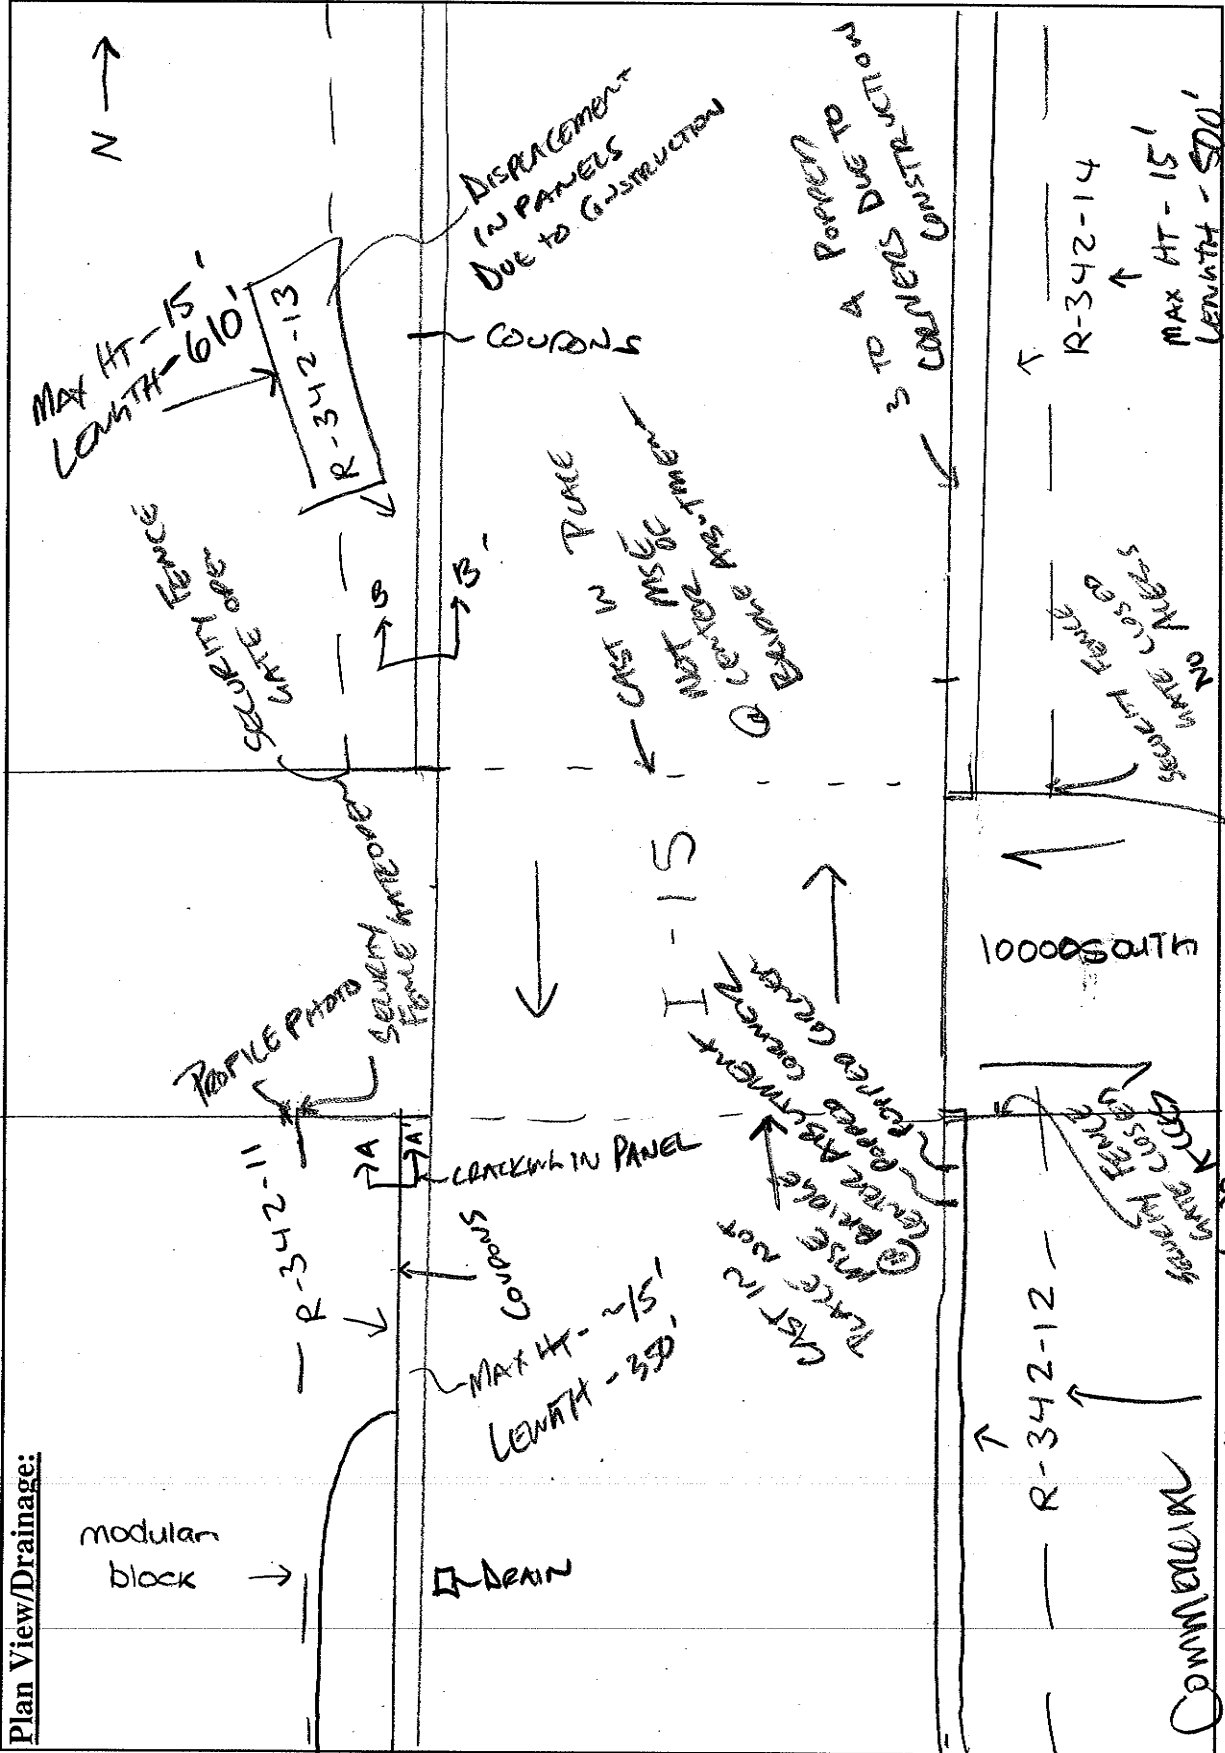 Plan View/Drainage:
N
MAX HT - 15'
LENGTH - 610'
R-342-13
DISPLACEMENT
IN PANELS
DUE TO CONSTRUCTION
COUPONS
SECURITY FENCE
GATE OPEN
B
B'
CAST IN PLACE
NOT MSE
@ CENTER OF
BRIDGE ABUTMENT
3 TO 4 POPPED
CORNERS DUE TO
CONSTRUCTION
R-342-14
MAX HT - 15'
LENGTH - 500'
SECURITY FENCE
GATE CLOSED
NO ACCESS
I-15
10000 SOUTH
PROFILE PHOTO
SECURITY
FENCE GATE OPEN
R-342-11
A
A'
CRACKING IN PANEL
COUPONS
MAX HT - ~15'
LENGTH - 350'
CAST IN
PLACE NOT
MSE
@ BRIDGE
CENTER ABUTMENT
POPPED CORNER
POPPED CORNER
SECURITY FENCE
GATE CLOSED
R-342-12
modular
block
DRAIN
COMMERCIAL